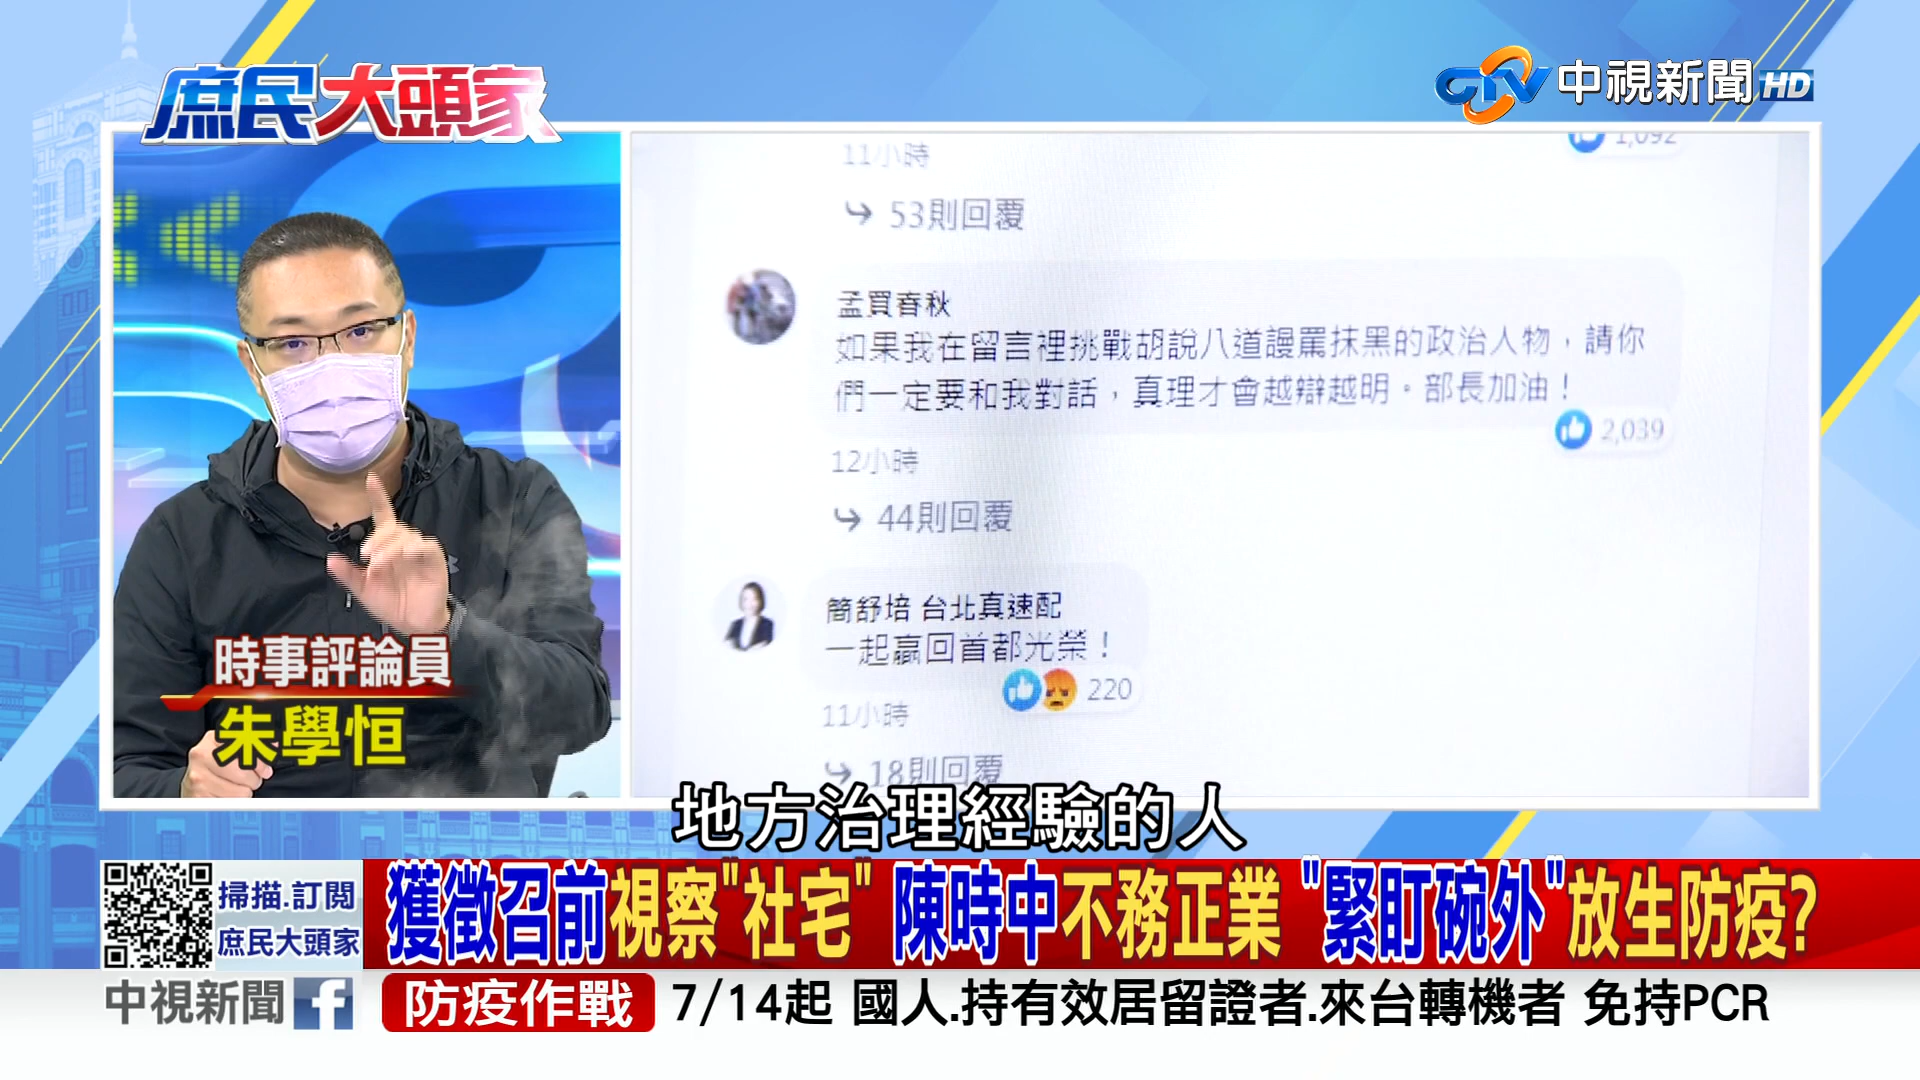 庶民大頭家
CTV中視新聞HD
11小時
1,092
53則回覆
孟買春秋
如果我在留言裡挑戰胡說八道謾罵抹黑的政治人物，請你
們一定要和我對話，真理才會越辯越明。部長加油！
2,039
12小時
44則回覆
簡舒培 台北真速配
一起贏回首都光榮！
220
11小時
18則回覆
時事評論員
朱學恒
地方治理經驗的人
掃描.訂閱
庶民大頭家
獲徵召前視察"社宅" 陳時中不務正業 "緊盯碗外"放生防疫?
中視新聞
防疫作戰
7/14起 國人.持有效居留證者.來台轉機者 免持PCR